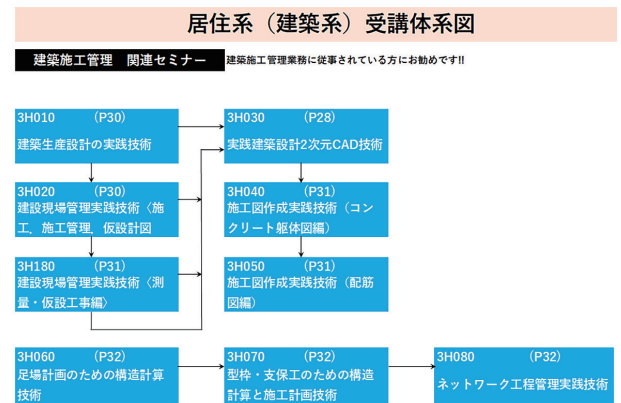 居住系（建築系）受講体系図
建築施工管理　関連セミナー
建築施工管理業務に従事されている方にお勧めです!!
3H010　（P30）
建築生産設計の実践技術
3H030　（P28）
実践建築設計2次元CAD技術
3H020　（P30）
建設現場管理実践技術〈施
工，施工管理，仮設計図
3H040　（P31）
施工図作成実践技術（コン
クリート躯体図編）
3H180　（P31）
建設現場管理実践技術〈測
量・仮設工事編〉
3H050　（P31）
施工図作成実践技術（配筋
図編）
3H060　（P32）
足場計画のための構造計算
技術
3H070　（P32）
型枠・支保工のための構造
計算と施工計画技術
3H080　（P32）
ネットワーク工程管理実践技術